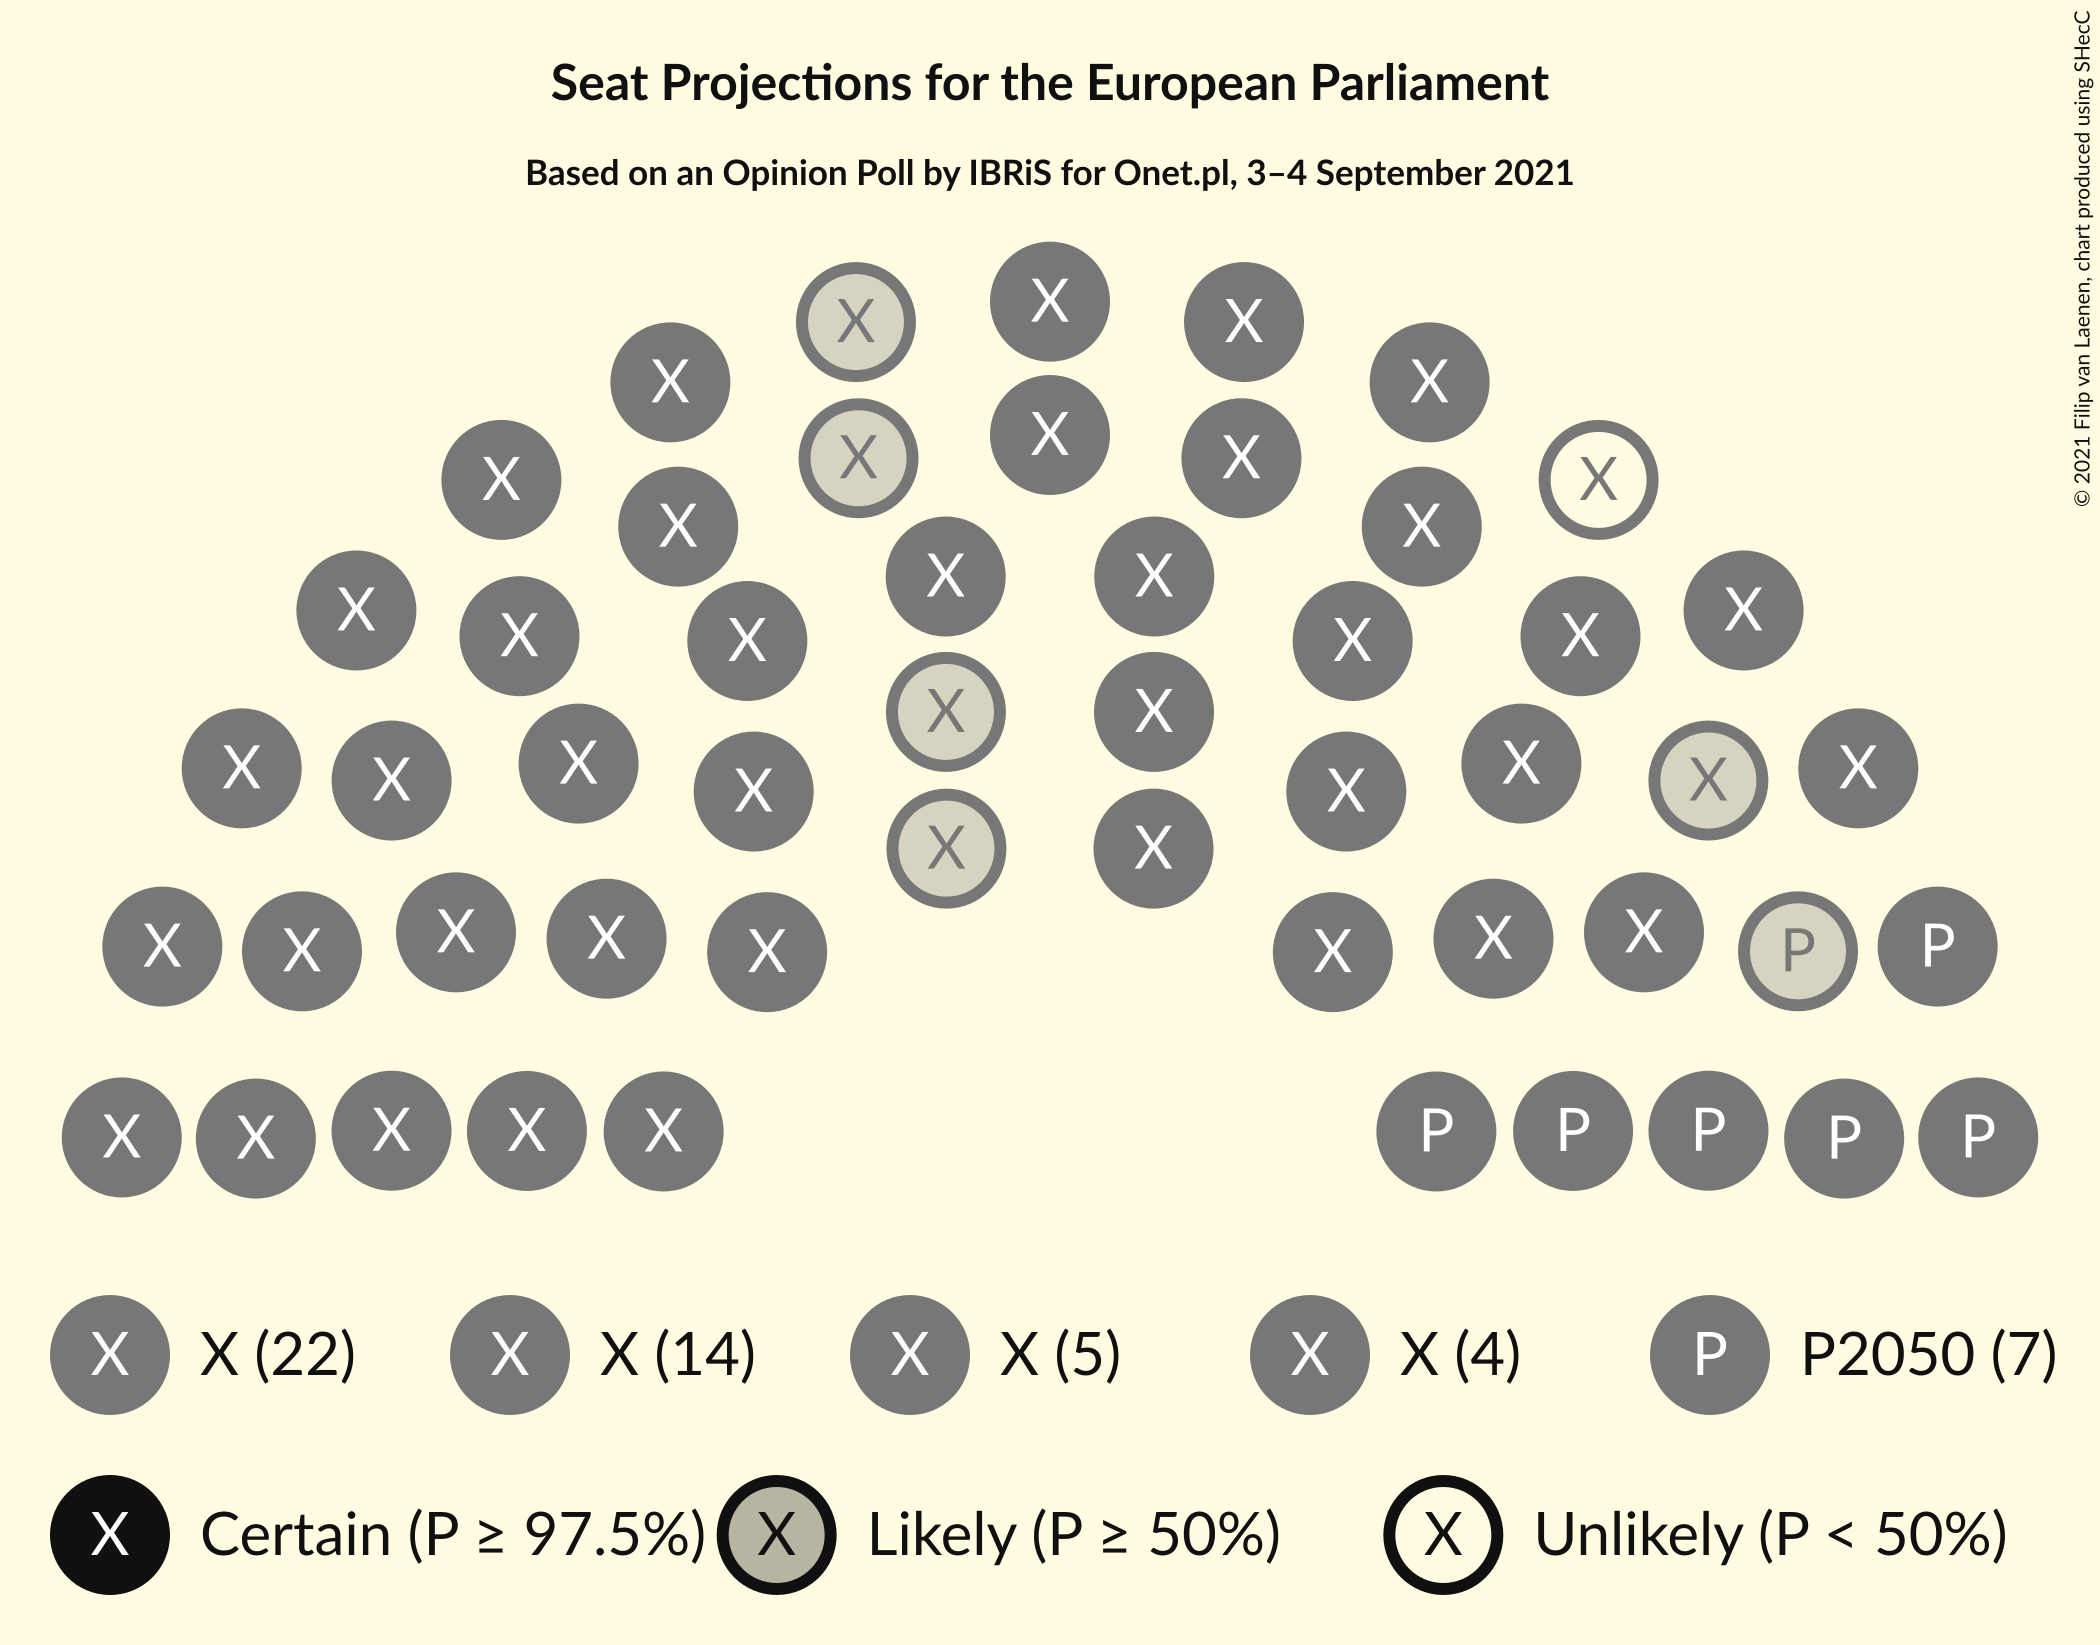 Seat Projections for the European Parliament
Based on an Opinion Poll by IBRiS for Onet.pl, 3–4 September 2021
© 2021 Filip van Laenen, chart produced using SHecC
X X X
X X
X X X
X X
X X X X
X X
X X X X
X X X
X X
X X X X
X X X X
X X
X X X P P
X X X X X
X X X X X P P P P P
X X (22) X X (14) X X (5) X X (4) P P2050 (7)
X Certain (P ≥ 97.5%) X Likely (P ≥ 50%) X Unlikely (P < 50%)